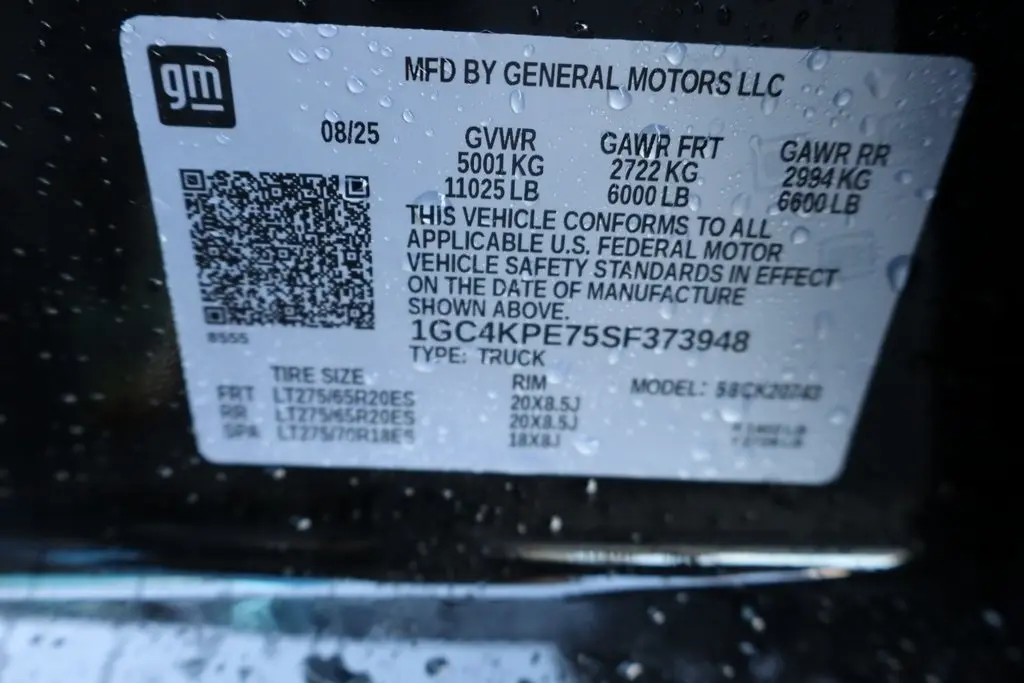 gm
MFD BY GENERAL MOTORS LLC
08/25
GVWR GAWR FRT GAWR RR
5001 KG 2722 KG 2994 KG
11025 LB 6000 LB 6600 LB
THIS VEHICLE CONFORMS TO ALL
APPLICABLE U.S. FEDERAL MOTOR
VEHICLE SAFETY STANDARDS IN EFFECT
ON THE DATE OF MANUFACTURE
SHOWN ABOVE.
8555
1GC4KPE75SF373948
TYPE: TRUCK
TIRE SIZE RIM MODEL:
FRT LT275/65R20ES 20X8.5J
RR LT275/65R20ES 20X8.5J
SPA LT275/70R18ES 18X8J